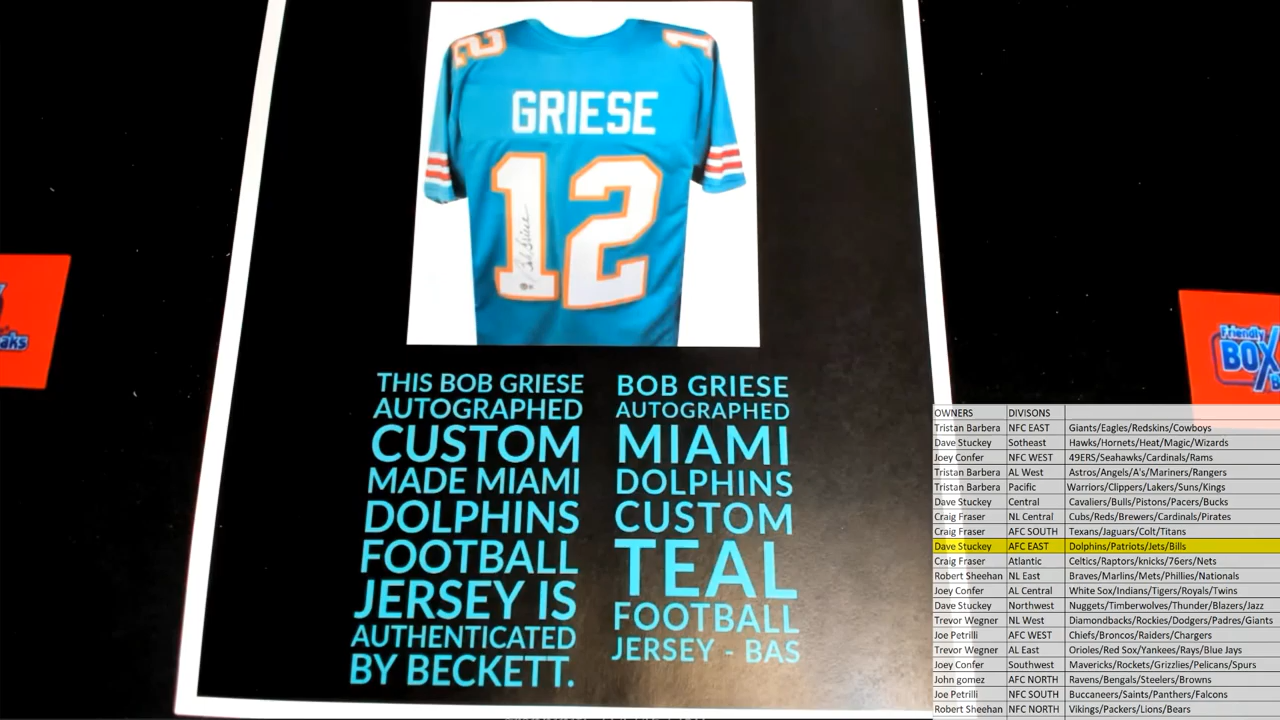 2 1
GRIESE
12
Bob Griese
THIS BOB GRIESE
AUTOGRAPHED
CUSTOM
MADE MIAMI
DOLPHINS
FOOTBALL
JERSEY IS
AUTHENTICATED
BY BECKETT.
BOB GRIESE
AUTOGRAPHED
MIAMI
DOLPHINS
CUSTOM
TEAL
FOOTBALL
JERSEY - BAS
aks
Friendly
BOX
B
OWNERS DIVISONS
Tristan Barbera NFC EAST Giants/Eagles/Redskins/Cowboys
Dave Stuckey Sotheast Hawks/Hornets/Heat/Magic/Wizards
Joey Confer NFC WEST 49ERS/Seahawks/Cardinals/Rams
Tristan Barbera AL West Astros/Angels/A's/Mariners/Rangers
Tristan Barbera Pacific Warriors/Clippers/Lakers/Suns/Kings
Dave Stuckey Central Cavaliers/Bulls/Pistons/Pacers/Bucks
Craig Fraser NL Central Cubs/Reds/Brewers/Cardinals/Pirates
Craig Fraser AFC SOUTH Texans/Jaguars/Colt/Titans
Dave Stuckey AFC EAST Dolphins/Patriots/Jets/Bills
Craig Fraser Atlantic Celtics/Raptors/knicks/76ers/Nets
Robert Sheehan NL East Braves/Marlins/Mets/Phillies/Nationals
Joey Confer AL Central White Sox/Indians/Tigers/Royals/Twins
Dave Stuckey Northwest Nuggets/Timberwolves/Thunder/Blazers/Jazz
Trevor Wegner NL West Diamondbacks/Rockies/Dodgers/Padres/Giants
Joe Petrilli AFC WEST Chiefs/Broncos/Raiders/Chargers
Trevor Wegner AL East Orioles/Red Sox/Yankees/Rays/Blue Jays
Joey Confer Southwest Mavericks/Rockets/Grizzlies/Pelicans/Spurs
John gomez AFC NORTH Ravens/Bengals/Steelers/Browns
Joe Petrilli NFC SOUTH Buccaneers/Saints/Panthers/Falcons
Robert Sheehan NFC NORTH Vikings/Packers/Lions/Bears